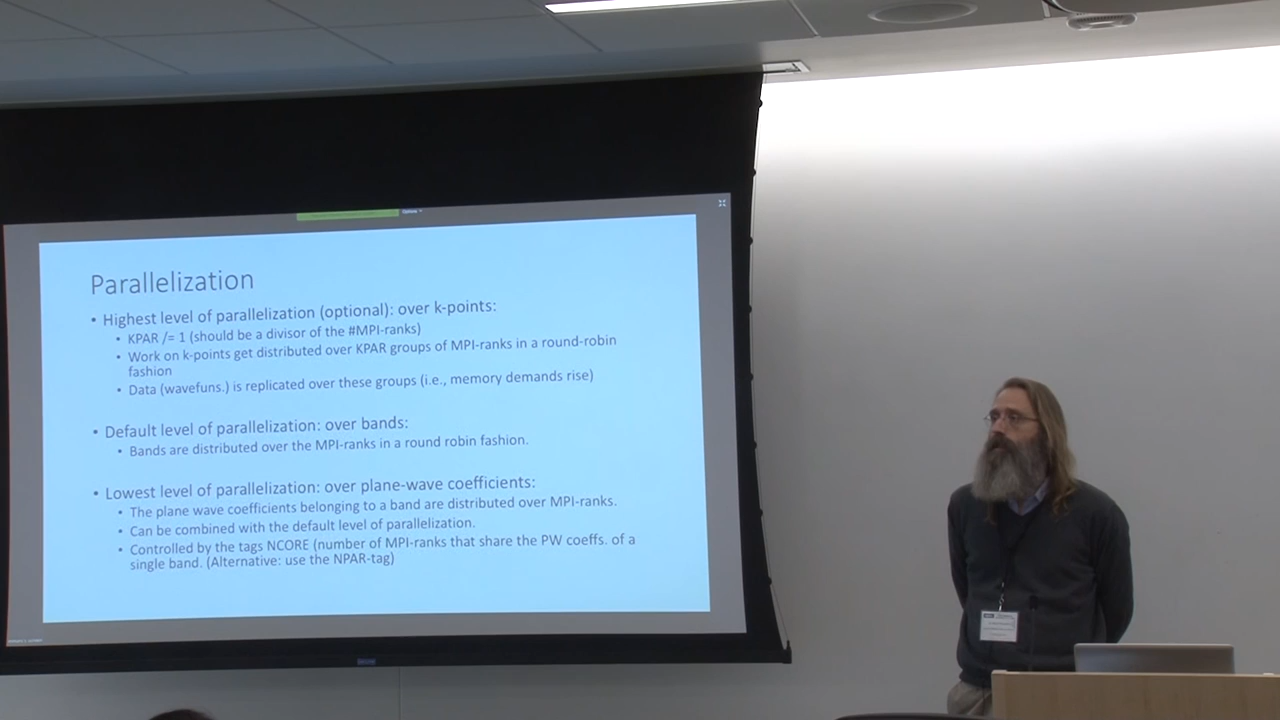 Options
Parallelization
• Highest level of parallelization (optional): over k-points:
• KPAR /= 1 (should be a divisor of the #MPI-ranks)
• Work on k-points get distributed over KPAR groups of MPI-ranks in a round-robin
fashion
• Data (wavefuns.) is replicated over these groups (i.e., memory demands rise)
• Default level of parallelization: over bands:
• Bands are distributed over the MPI-ranks in a round robin fashion.
• Lowest level of parallelization: over plane-wave coefficients:
• The plane wave coefficients belonging to a band are distributed over MPI-ranks.
• Can be combined with the default level of parallelization.
• Controlled by the tags NCORE (number of MPI-ranks that share the PW coeffs. of a
single band. (Alternative: use the NPAR-tag)